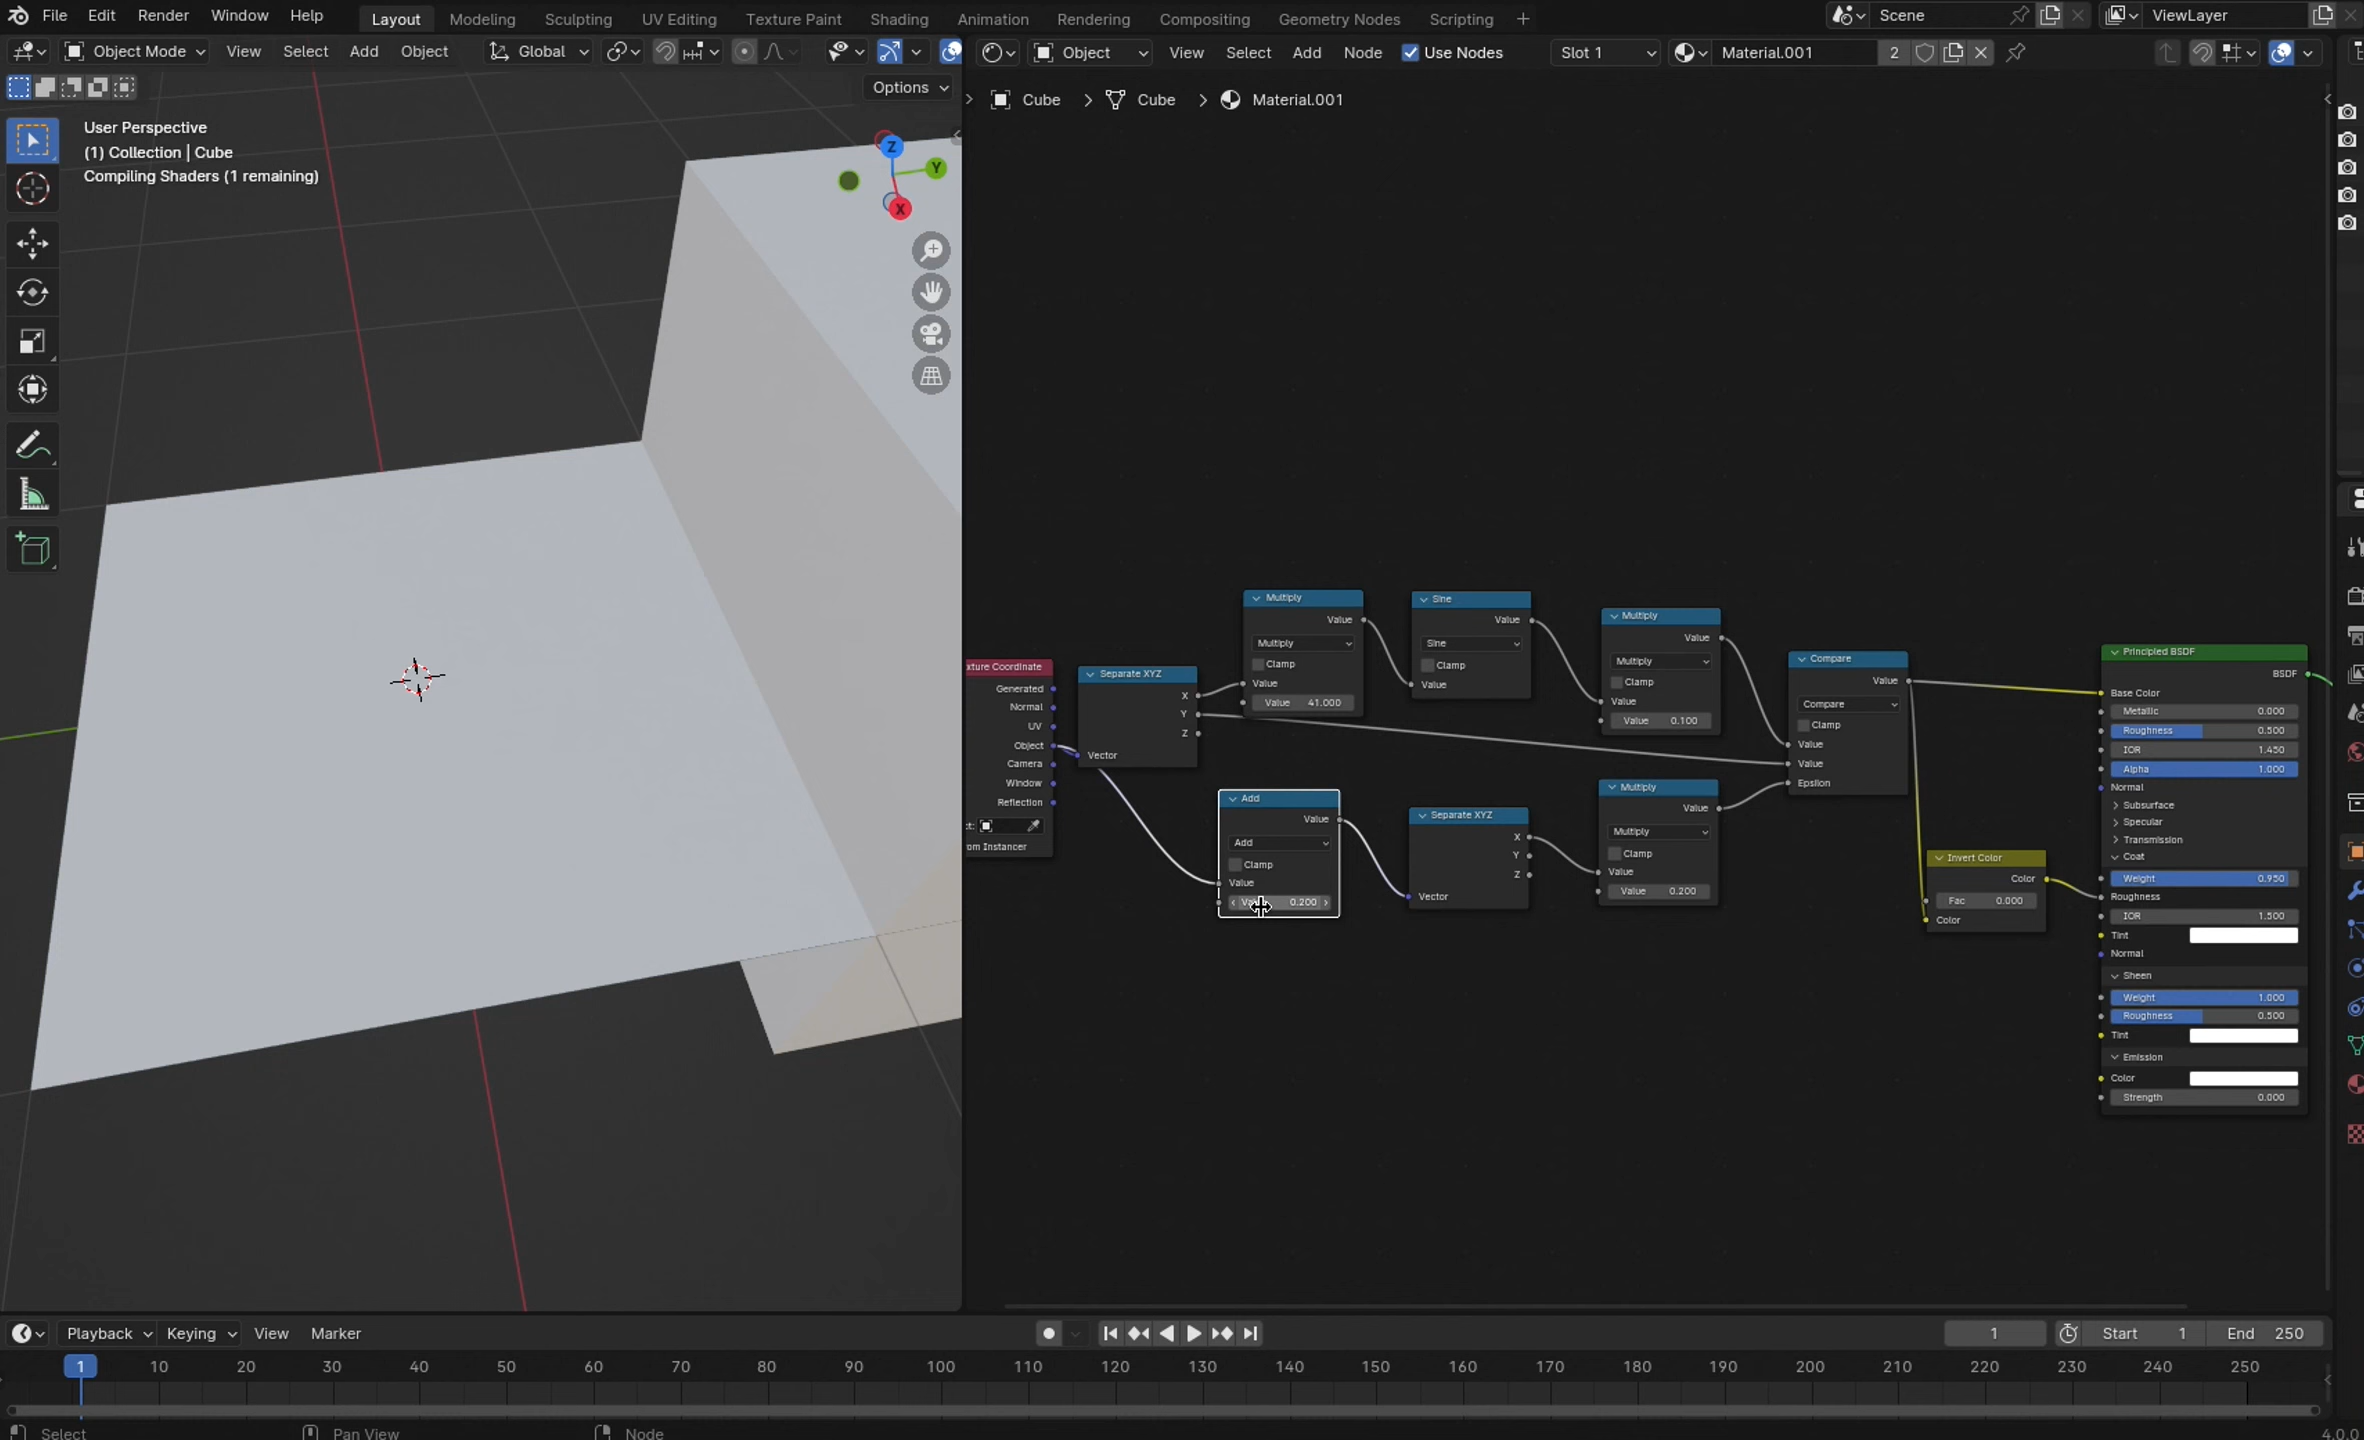 File Edit Render Window Help Layout Modeling Sculpting UV Editing Texture Paint Shading Animation Rendering Compositing Geometry Nodes Scripting + Scene ViewLayer
Object Mode View Select Add Object Global Object View Select Add Node Use Nodes Slot 1 Material.001 2
Options
Cube > Cube > Material.001
User Perspective
(1) Collection | Cube
Compiling Shaders (1 remaining)
Z
Y
X
xture Coordinate
Generated
Normal
UV
Object
Camera
Window
Reflection
ct:
om Instancer
Separate XYZ
X
Y
Z
Vector
Multiply
Value
Multiply
Clamp
Value
Value 41.000
Sine
Value
Sine
Clamp
Value
Multiply
Value
Multiply
Clamp
Value
Value 0.100
Compare
Value
Compare
Clamp
Value
Value
Epsilon
Add
Value
Add
Clamp
Value
0.200
Separate XYZ
X
Y
Z
Vector
Multiply
Value
Multiply
Clamp
Value
Value 0.200
Invert Color
Color
Fac 0.000
Color
Principled BSDF
BSDF
Base Color
Metallic 0.000
Roughness 0.500
IOR 1.450
Alpha 1.000
Normal
Subsurface
Specular
Transmission
Coat
Weight 0.950
Roughness
IOR 1.500
Tint
Normal
Sheen
Weight 1.000
Roughness 0.500
Tint
Emission
Color
Strength 0.000
Playback Keying View Marker 1 Start 1 End 250
1 10 20 30 40 50 60 70 80 90 100 110 120 130 140 150 160 170 180 190 200 210 220 230 240 250
Select Pan View Node 4.0.0